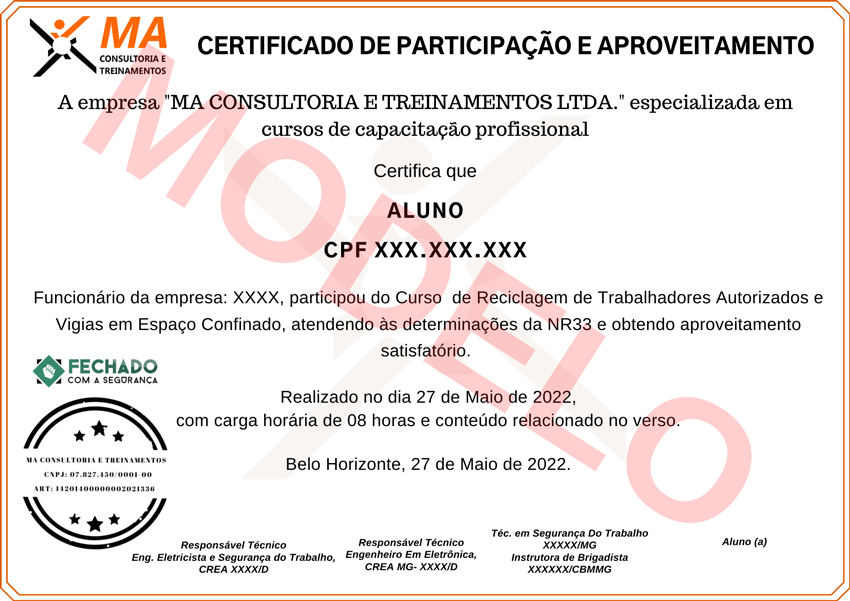 MA
CONSULTORIA E
TREINAMENTOS
CERTIFICADO DE PARTICIPAÇÃO E APROVEITAMENTO
A empresa "MA CONSULTORIA E TREINAMENTOS LTDA." especializada em
cursos de capacitação profissional
Certifica que
ALUNO
CPF XXX.XXX.XXX
MODELO
Funcionário da empresa: XXXX, participou do Curso de Reciclagem de Trabalhadores Autorizados e
Vigias em Espaço Confinado, atendendo às determinações da NR33 e obtendo aproveitamento
satisfatório.
FECHADO
COM A SEGURANÇA
Realizado no dia 27 de Maio de 2022,
com carga horária de 08 horas e conteúdo relacionado no verso.
MA CONSULTORIA E TREINAMENTOS
CNPJ: 07.827.450/0001-00
ART: 14201400000002021336
Belo Horizonte, 27 de Maio de 2022.
Responsável Técnico
Eng. Eletricista e Segurança do Trabalho,
CREA XXXX/D
Responsável Técnico
Engenheiro Em Eletrônica,
CREA MG- XXXX/D
Téc. em Segurança Do Trabalho
XXXXX/MG
Instrutora de Brigadista
XXXXXX/CBMMG
Aluno (a)